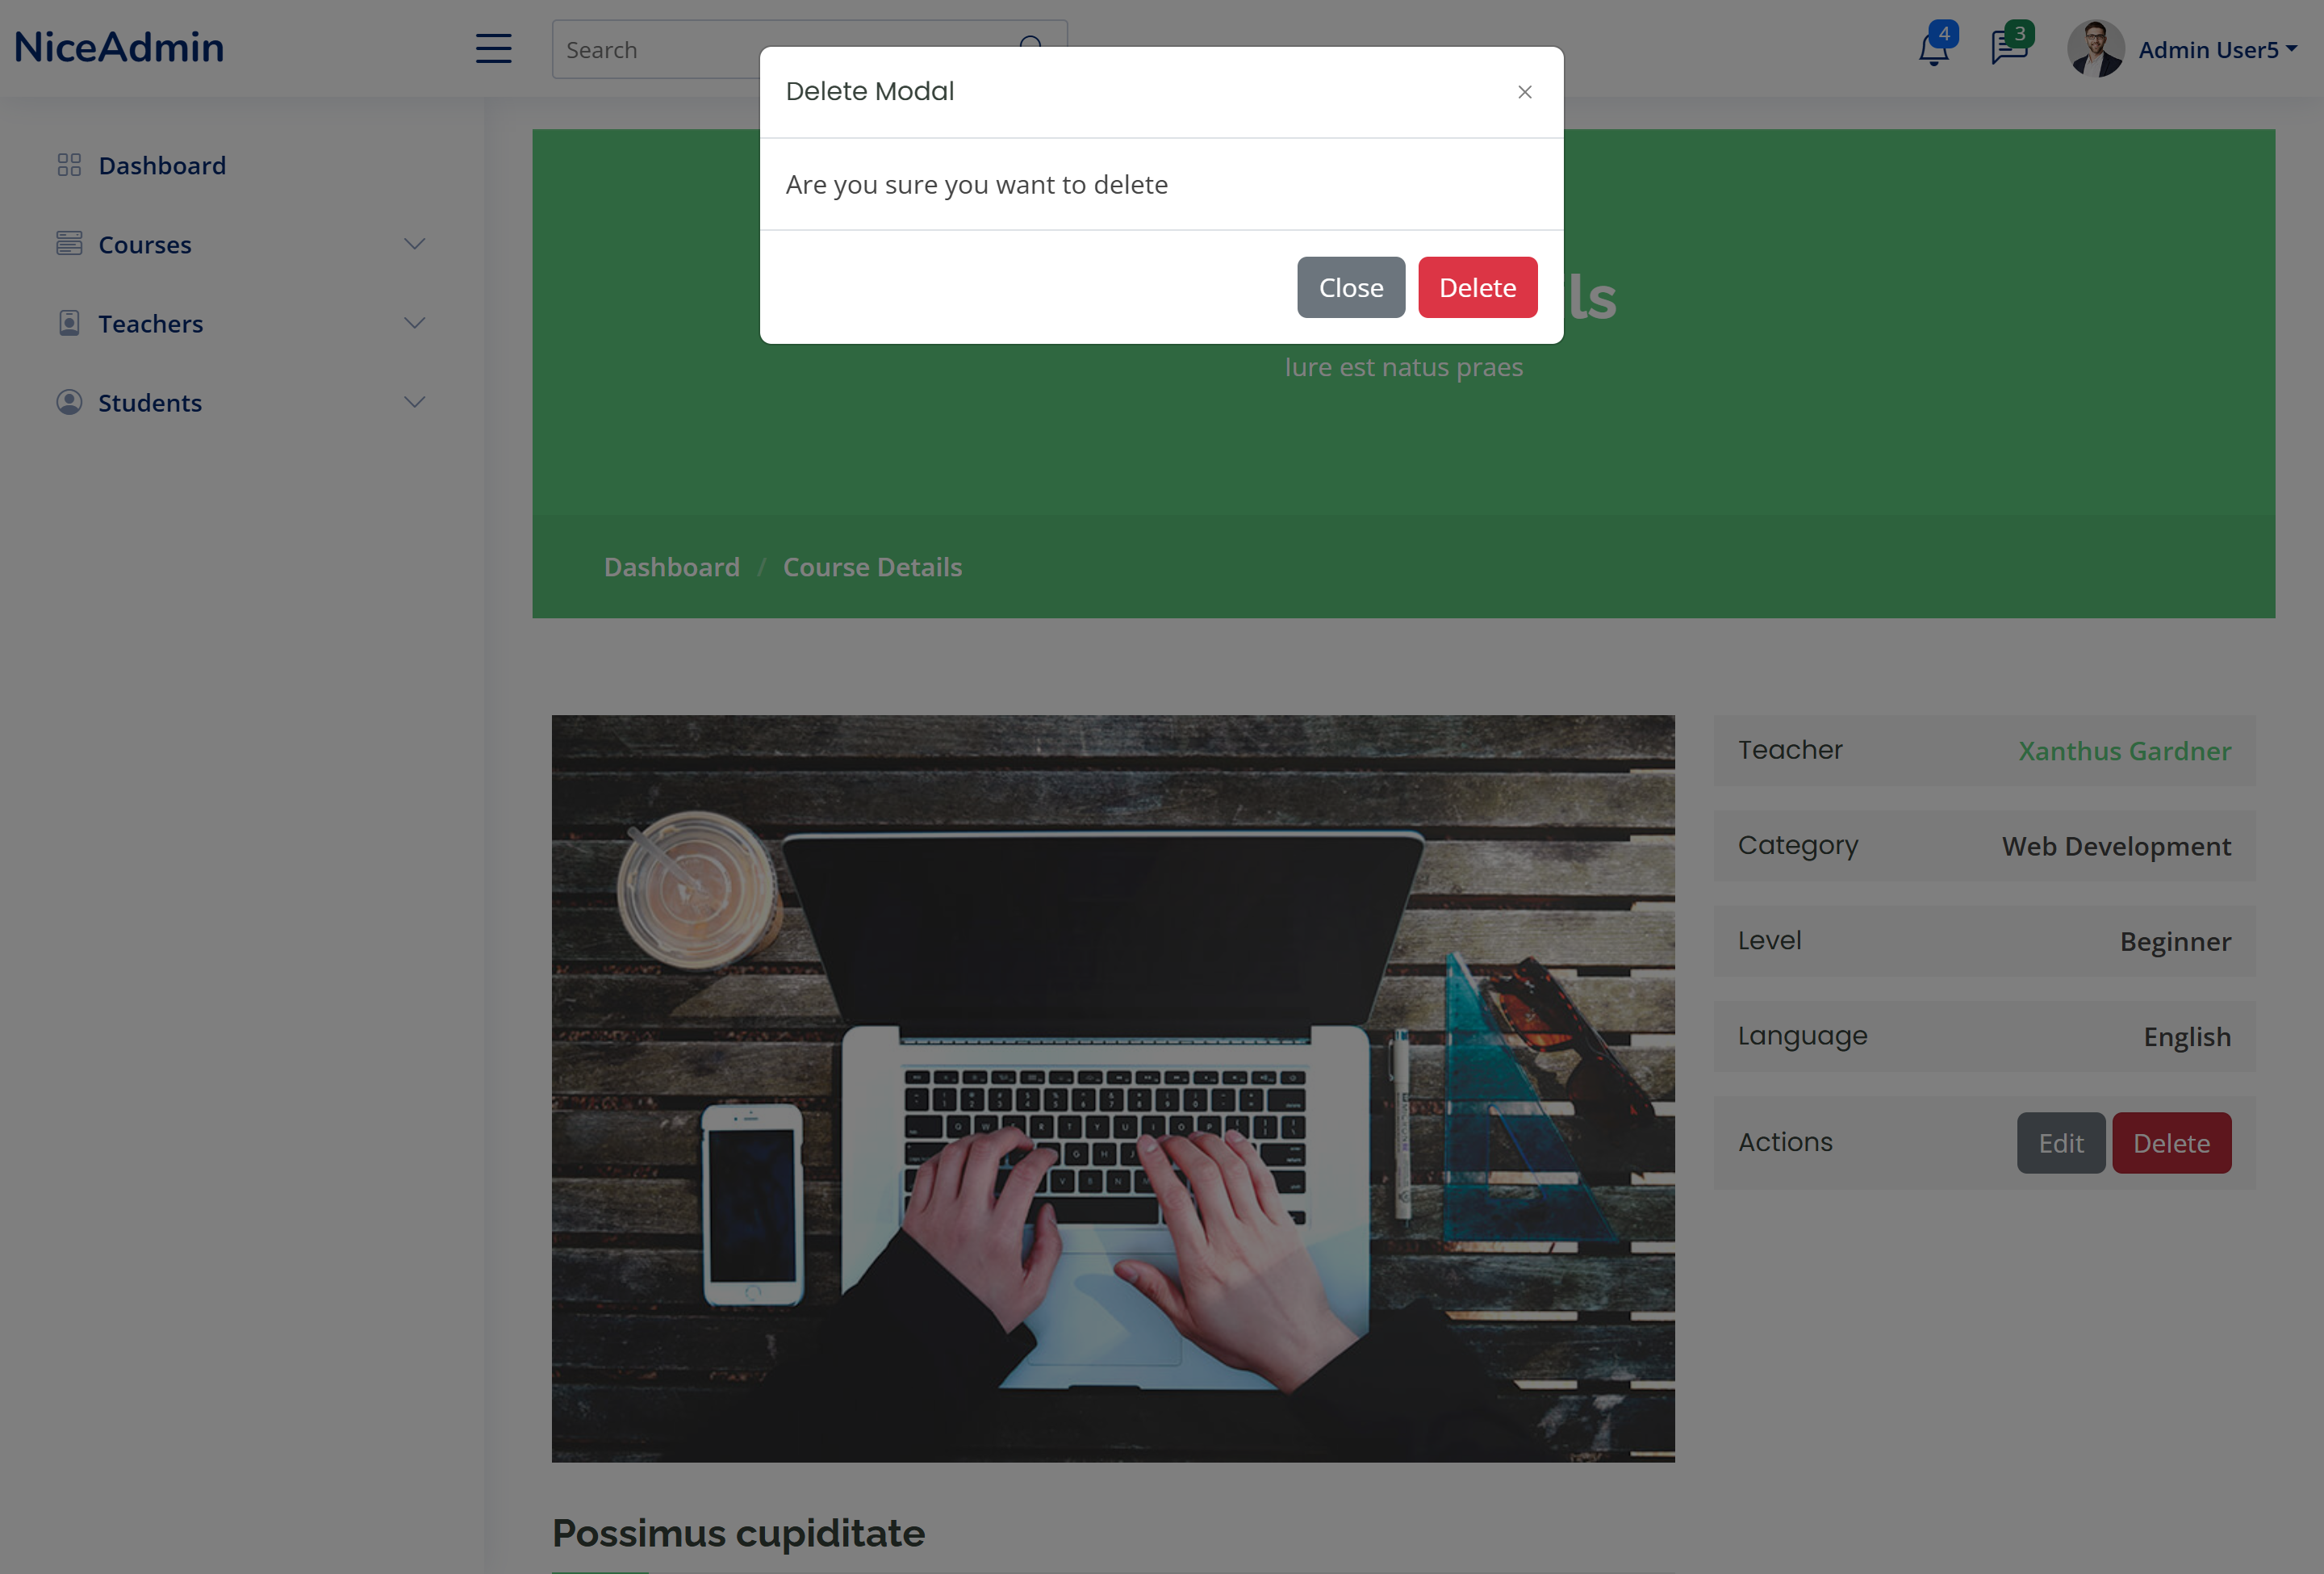 NiceAdmin
Search
4
3
Admin User5
Delete Modal
Are you sure you want to delete
Close
Delete
Dashboard
Courses
Teachers
Students
ls
Iure est natus praes
Dashboard / Course Details
Teacher
Xanthus Gardner
Category
Web Development
Level
Beginner
Language
English
Actions
Edit
Delete
Possimus cupiditate